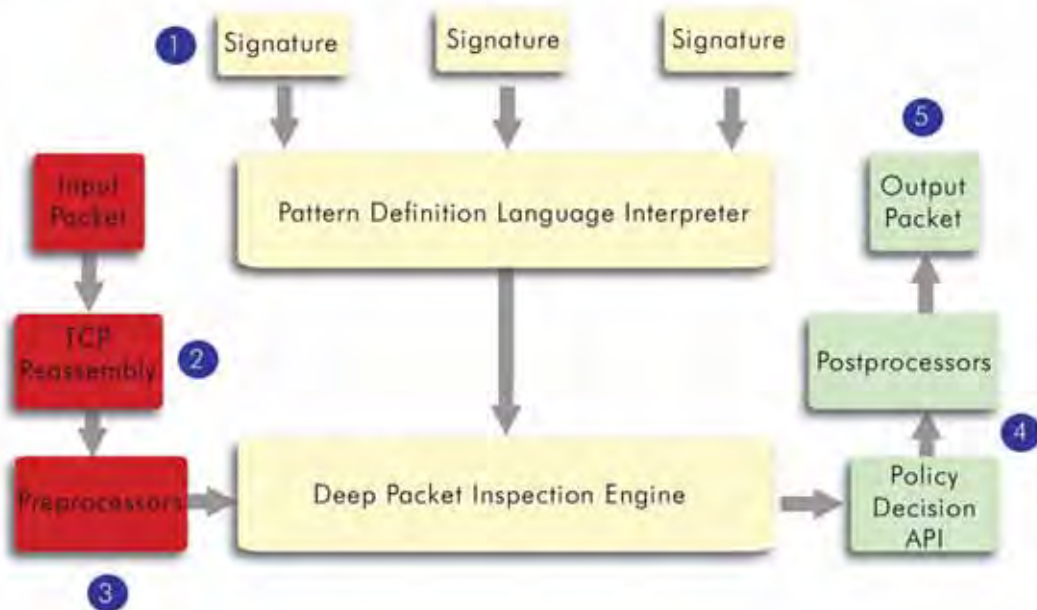 1
Signature
Signature
Signature
5
Input
Packet
Pattern Definition Language Interpreter
Output
Packet
TCP
Reassembly
2
Postprocessors
4
Preprocessors
Deep Packet Inspection Engine
Policy
Decision
API
3